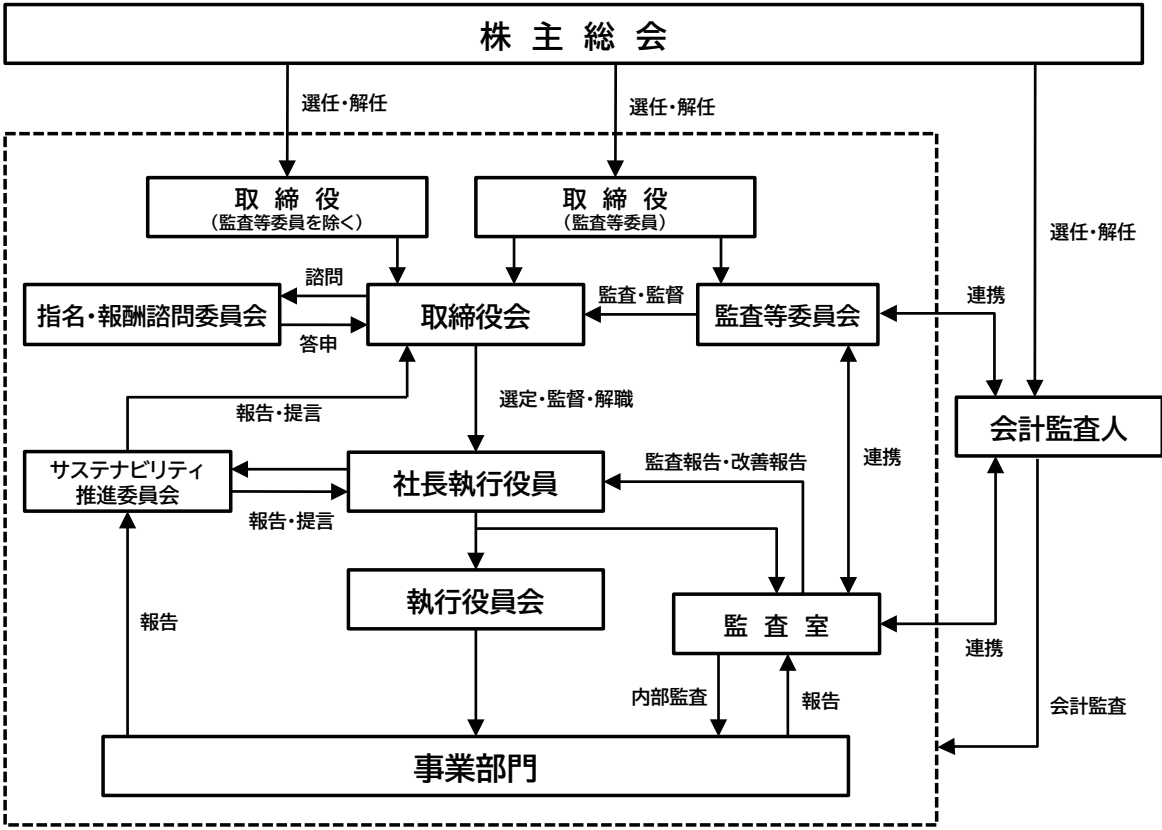 株主総会
選任・解任
選任・解任
選任・解任
取締役
（監査等委員を除く）
取締役
（監査等委員）
諮問
指名・報酬諮問委員会
答申
取締役会
監査・監督
監査等委員会
連携
報告・提言
選定・監督・解職
会計監査人
サステナビリティ
推進委員会
報告・提言
社長執行役員
監査報告・改善報告
連携
執行役員会
監査室
連携
報告
内部監査
報告
会計監査
事業部門